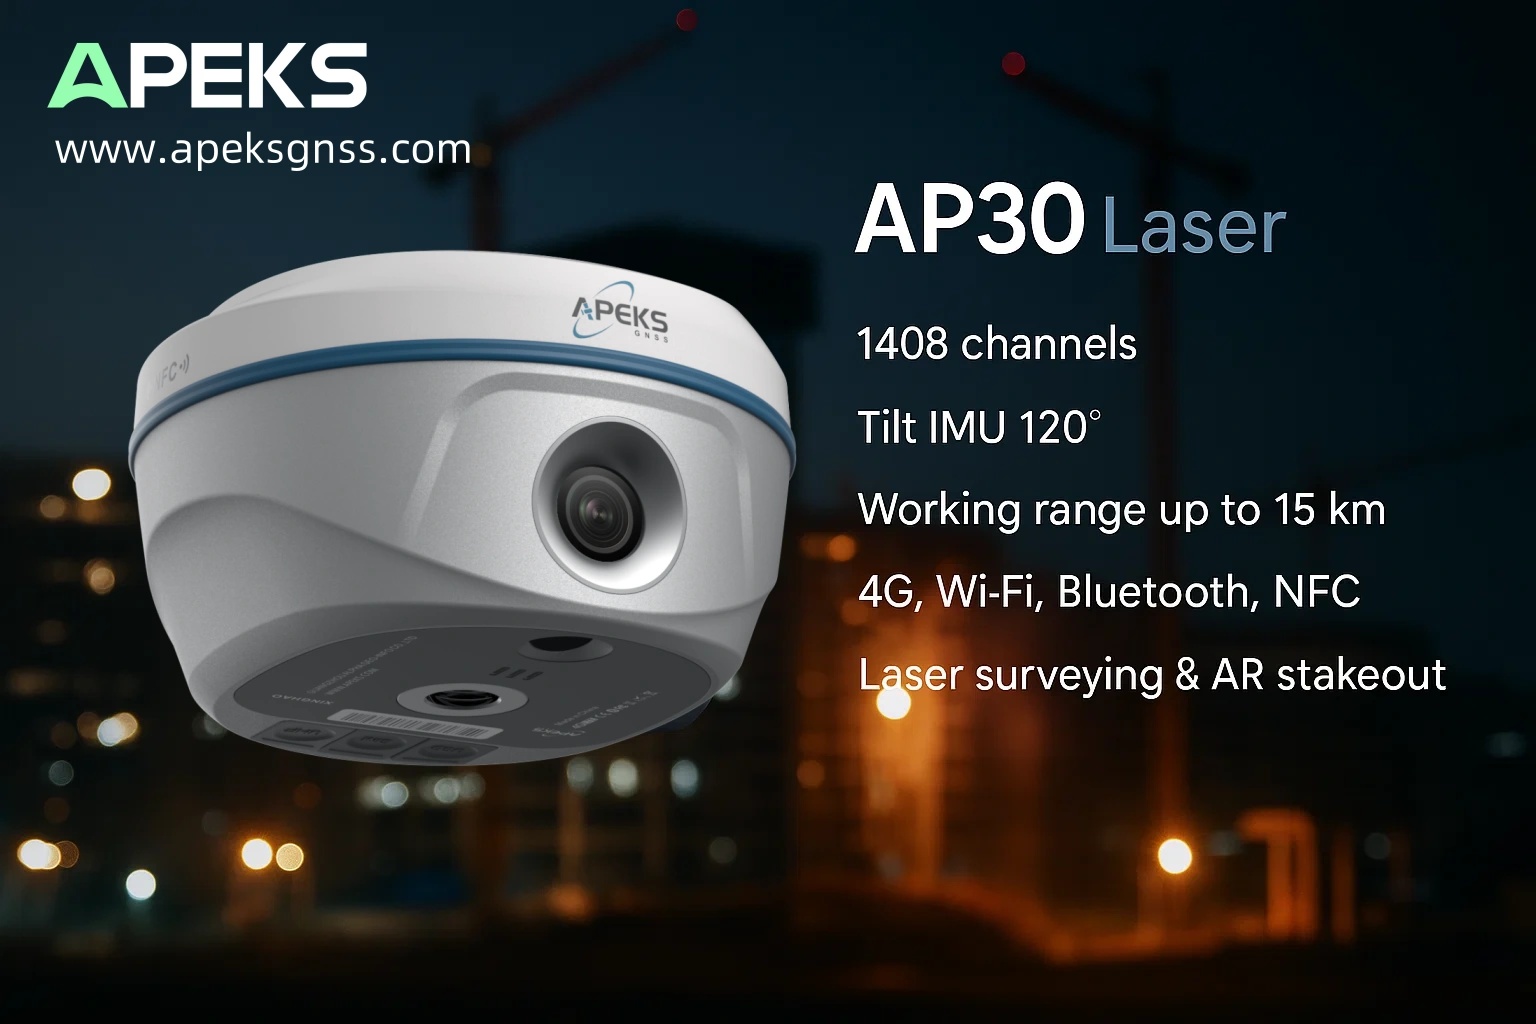 APEKS
www.apeksgnss.com
AP30 Laser
APEKS
GNSS
NFC
1408 channels
Tilt IMU 120°
Working range up to 15 km
4G, Wi-Fi, Bluetooth, NFC
Laser surveying & AR stakeout